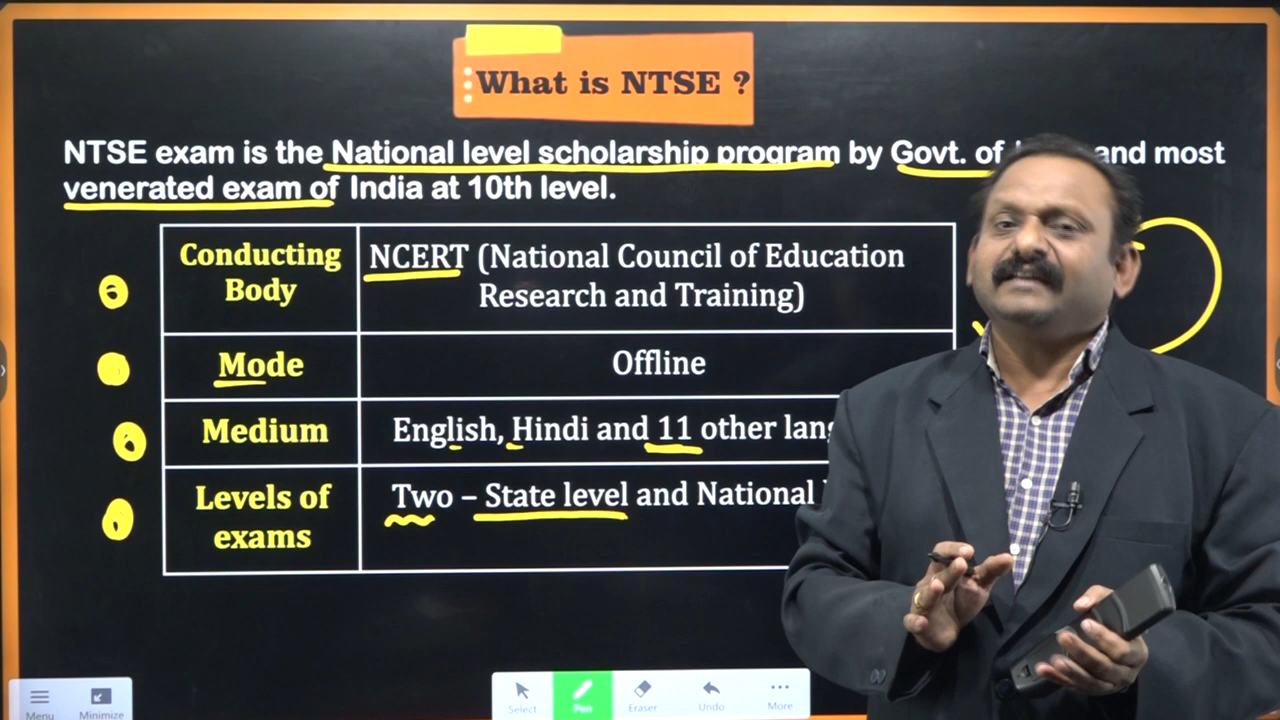 What is NTSE ?
NTSE exam is the National level scholarship program by Govt. of and most
venerated exam of India at 10th level.
Conducting
Body
NCERT (National Council of Education
Research and Training)
Mode
Offline
Medium
English, Hindi and 11 other
Levels of
exams
Two – State level and National
Menu
Minimize
Select
Pen
Eraser
Undo
More